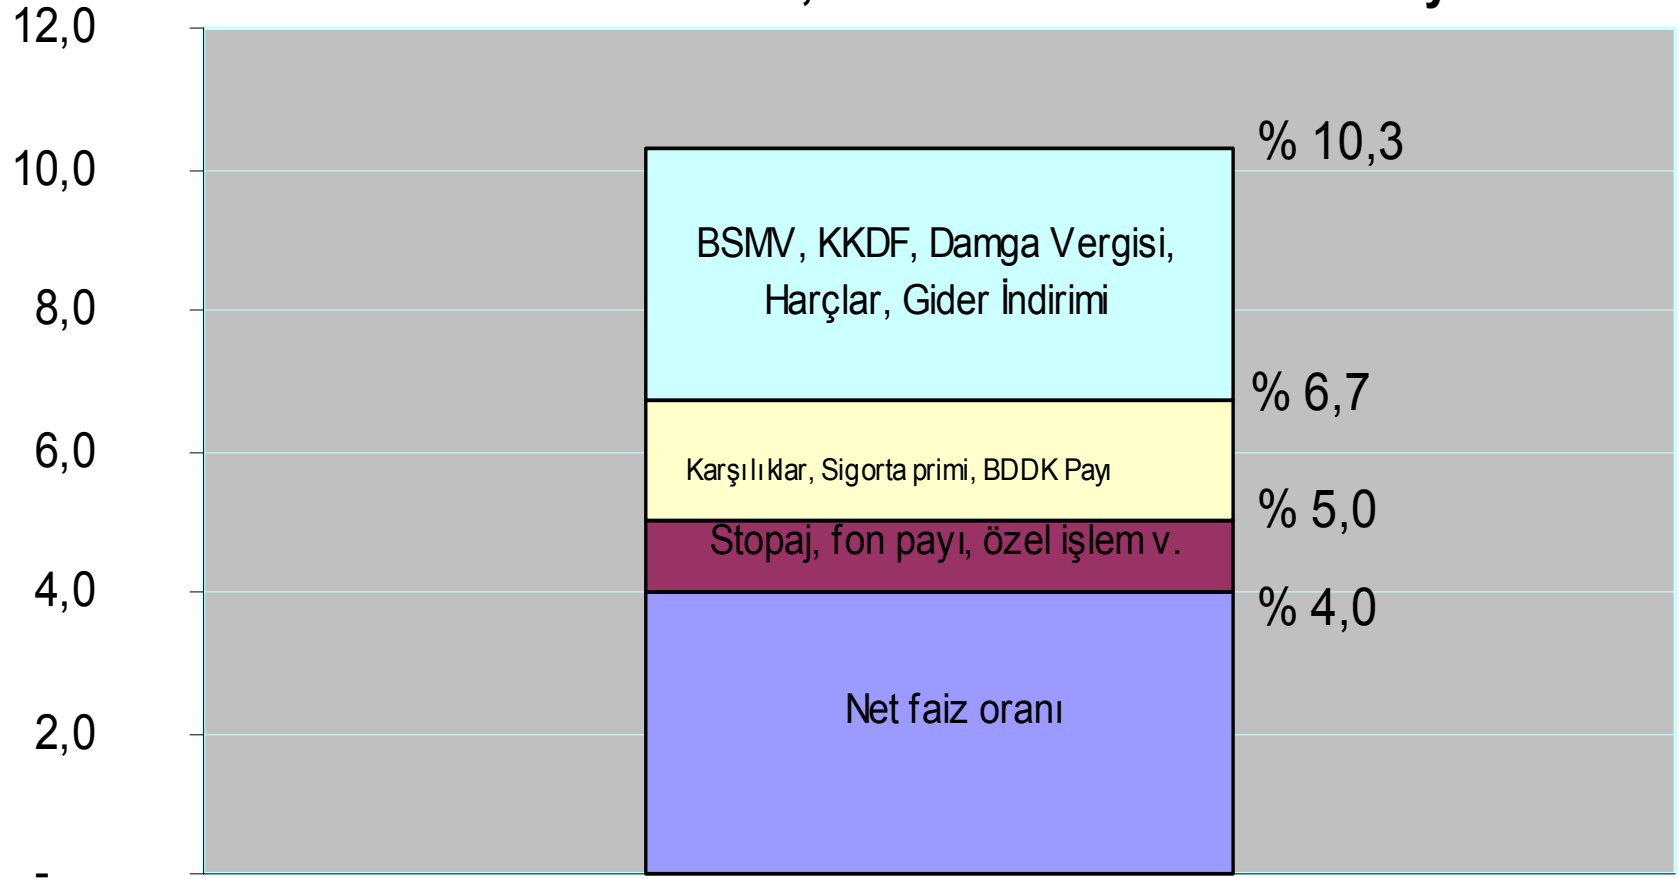 12,0
10,0
8,0
6,0
4,0
2,0
-
% 10,3
BSMV, KKDF, Damga Vergisi,
Harçlar, Gider İndirimi
% 6,7
Karşılıklar, Sigorta primi, BDDK Payı
% 5,0
Stopaj, fon payı, özel işlem v.
% 4,0
Net faiz oranı